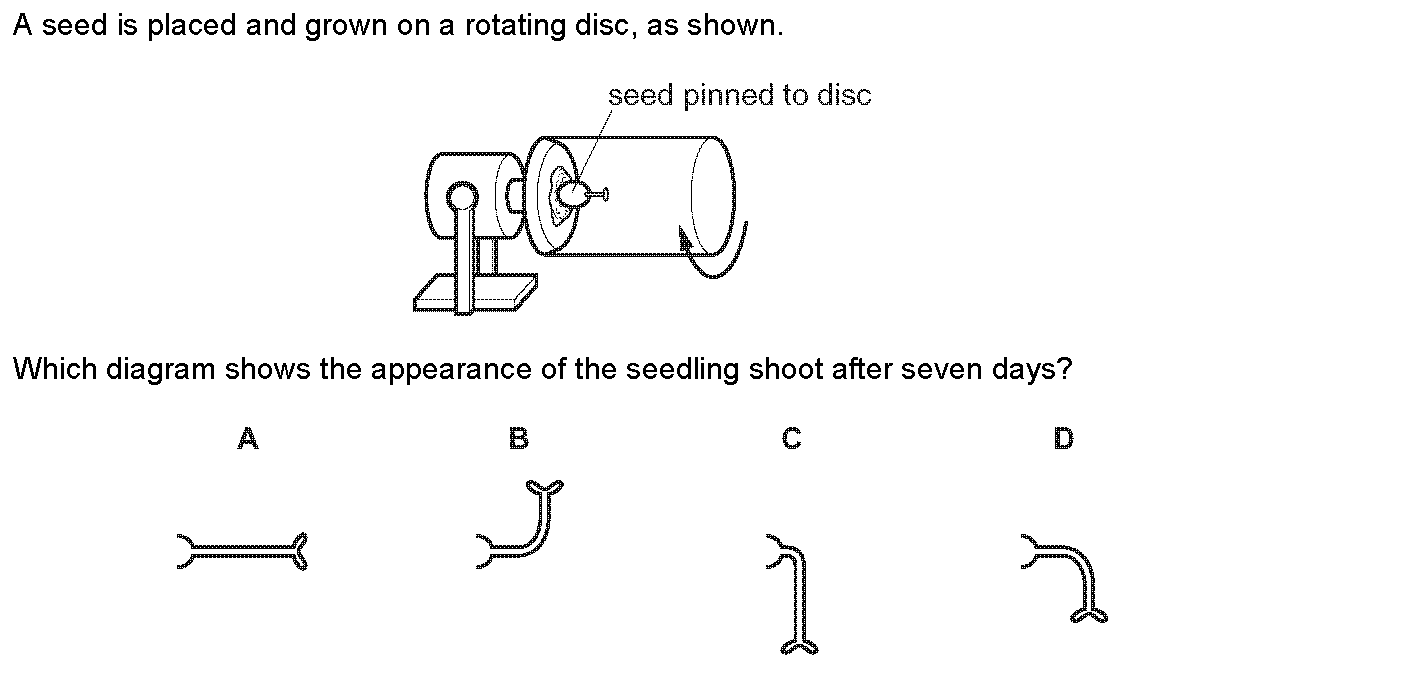 A seed is placed and grown on a rotating disc, as shown.
seed pinned to disc
Which diagram shows the appearance of the seedling shoot after seven days?
A B C D